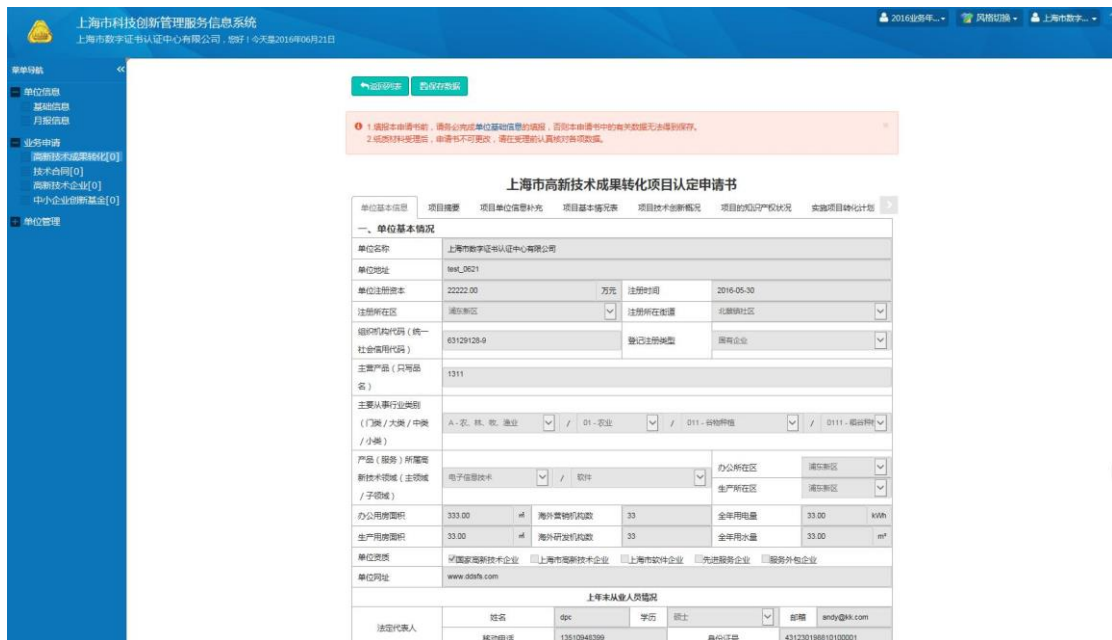 上海市科技创新管理服务信息系统
上海市数字证书认证中心有限公司，您好！今天是2016年06月21日
2016业务年...
风格切换
上海市数字...
菜单导航
单位信息
基础信息
月报信息
业务申请
高新技术成果转化[0]
技术合同[0]
高新技术企业[0]
中小企业创新基金[0]
单位管理
返回列表 保存数据
1.填报本申请书前，请务必完成单位基础信息的填报，否则本申请书中的有关数据无法得到保存。
2.纸质材料受理后，申请书不可更改，请在受理前认真核对各项数据。
上海市高新技术成果转化项目认定申请书
单位基本信息 项目摘要 项目单位信息补充 项目基本情况表 项目技术创新概况 项目的知识产权状况 实施项目转化计划
一、单位基本情况
单位名称 上海市数字证书认证中心有限公司
单位地址 test_0621
单位注册资本 22222.00 万元 注册时间 2016-05-30
注册所在区 浦东新区 注册所在街道 北蔡镇社区
组织机构代码（统一
社会信用代码） 63129128-9 登记注册类型 国有企业
主营产品（只写品
名） 1311
主要从事行业类别
（门类/大类/中类
/小类） A - 农、林、牧、渔业 / 01 - 农业 / 011 - 谷物种植 / 0111 - 稻谷种
产品（服务）所属高
新技术领域（主领域
/子领域） 电子信息技术 / 软件
办公所在区 浦东新区
生产所在区 浦东新区
办公用房面积 333.00 ㎡ 海外营销机构数 33 全年用电量 33.00 kWh
生产用房面积 33.00 ㎡ 海外研发机构数 33 全年用水量 33.00 m³
单位资质 国家高新技术企业 上海市高新技术企业 上海市软件企业 先进服务企业 服务外包企业
单位网址 www.ddsfs.com
上年末从业人员情况
法定代表人 姓名 dpc 学历 硕士 邮箱 andy@kk.com
移动电话 13510948399 身份证号 431230198810100001